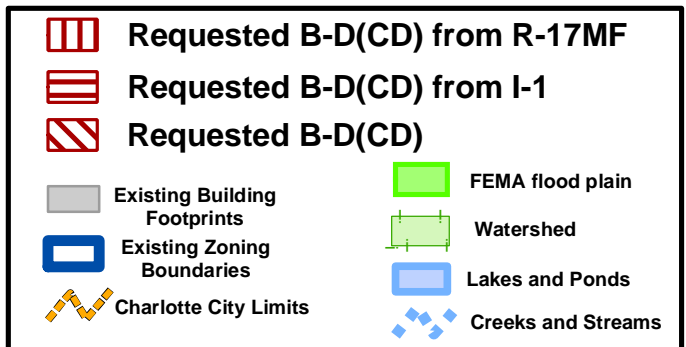 Requested B-D(CD) from R-17MF
Requested B-D(CD) from I-1
Requested B-D(CD)
Existing Building
Footprints
Existing Zoning
Boundaries
Charlotte City Limits
FEMA flood plain
Watershed
Lakes and Ponds
Creeks and Streams